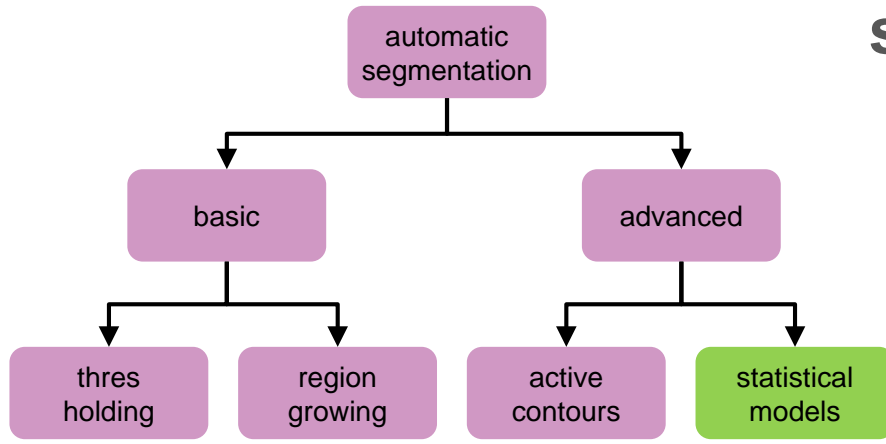 automatic
segmentation
s
basic
advanced
thres
holding
region
growing
active
contours
statistical
models